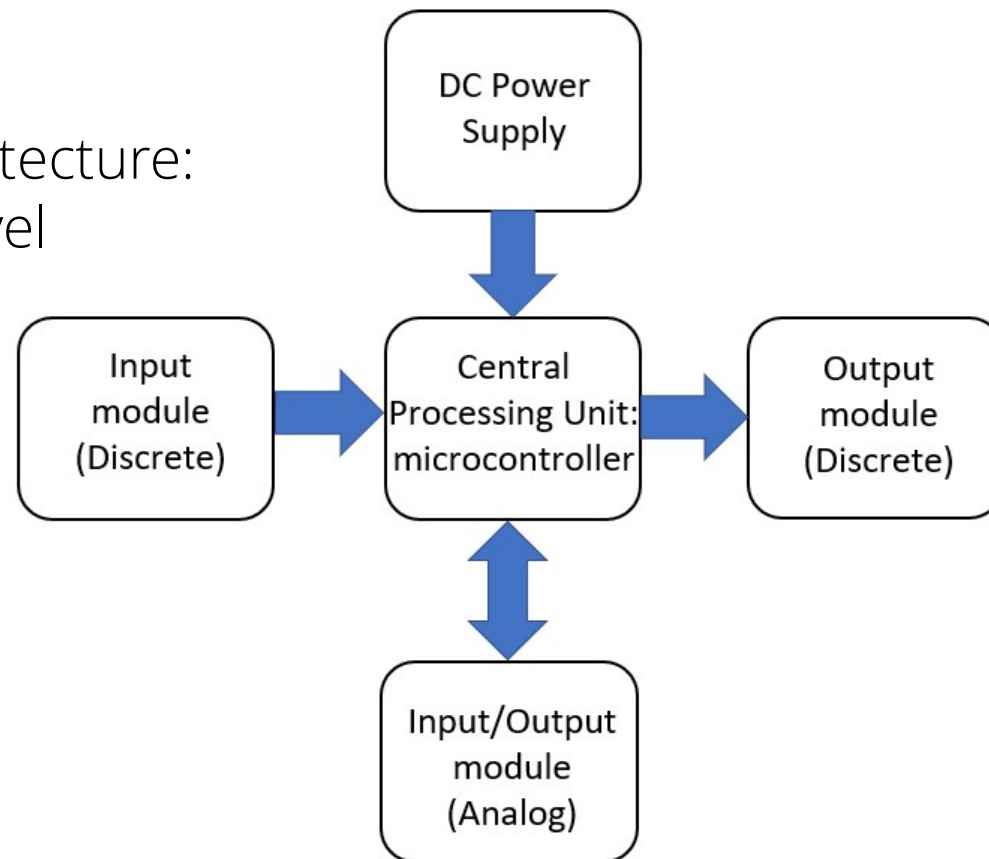 DC Power
Supply
tecture:
vel
Input
module
(Discrete)
Central
Processing Unit:
microcontroller
Output
module
(Discrete)
Input/Output
module
(Analog)